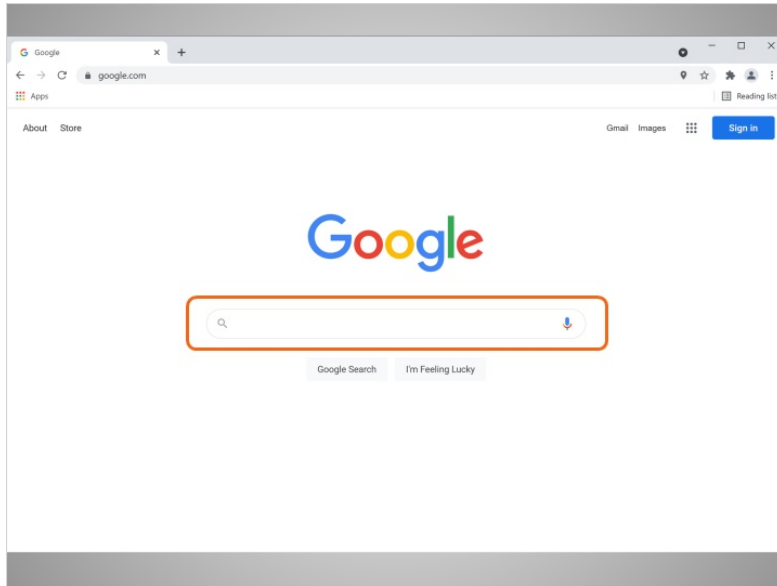 Google
google.com
Apps
Reading list
About Store
Gmail Images
Sign in
Google
Google Search
I'm Feeling Lucky